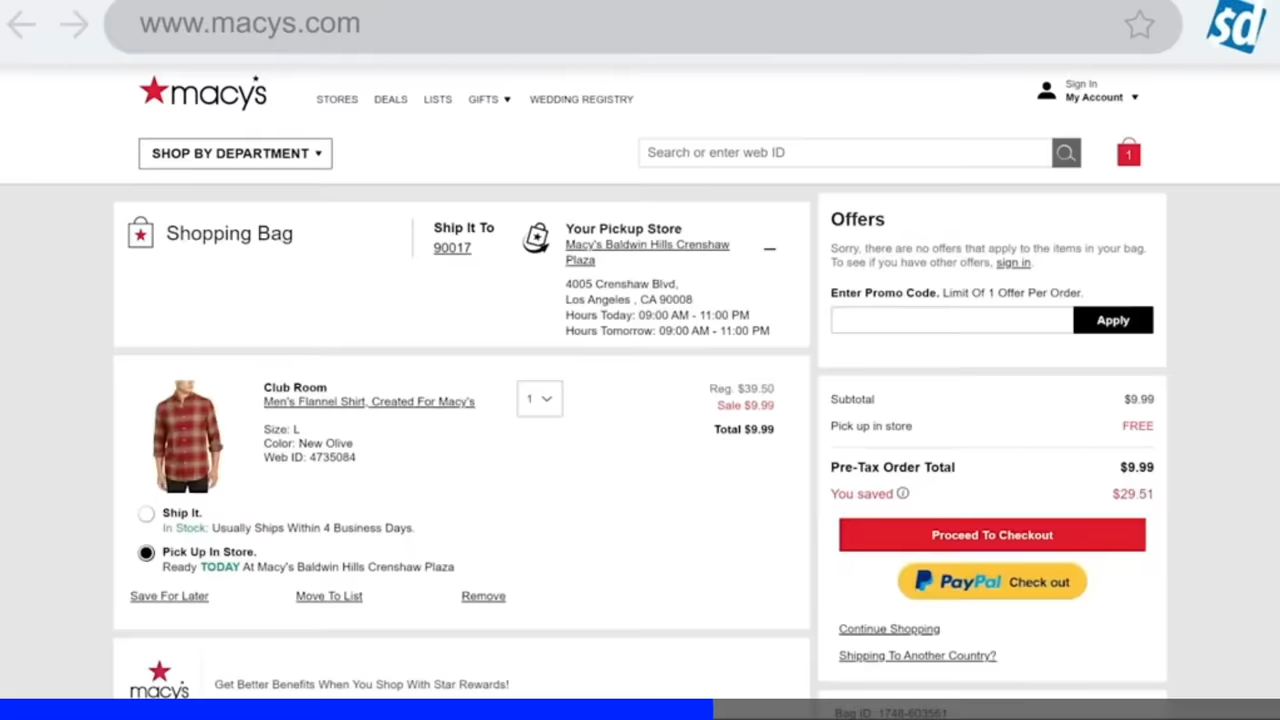 www.macys.com
sd
macy's
STORES DEALS LISTS GIFTS WEDDING REGISTRY
Sign In
My Account
SHOP BY DEPARTMENT
Search or enter web ID
1
Shopping Bag
Ship It To
90017
Your Pickup Store
Macy's Baldwin Hills Crenshaw
Plaza
4005 Crenshaw Blvd,
Los Angeles , CA 90008
Hours Today: 09:00 AM - 11:00 PM
Hours Tomorrow: 09:00 AM - 11:00 PM
Club Room
Men's Flannel Shirt, Created For Macy's
Size: L
Color: New Olive
Web ID: 4735084
1
Reg. $39.50
Sale $9.99
Total $9.99
Ship It.
In Stock: Usually Ships Within 4 Business Days.
Pick Up In Store.
Ready TODAY At Macy's Baldwin Hills Crenshaw Plaza
Save For Later Move To List Remove
macy's
Get Better Benefits When You Shop With Star Rewards!
Offers
Sorry, there are no offers that apply to the items in your bag.
To see if you have other offers, sign in.
Enter Promo Code. Limit Of 1 Offer Per Order.
Apply
Subtotal $9.99
Pick up in store FREE
Pre-Tax Order Total $9.99
You saved $29.51
Proceed To Checkout
PayPal Check out
Continue Shopping
Shipping To Another Country?
Bag ID: 1748-603561